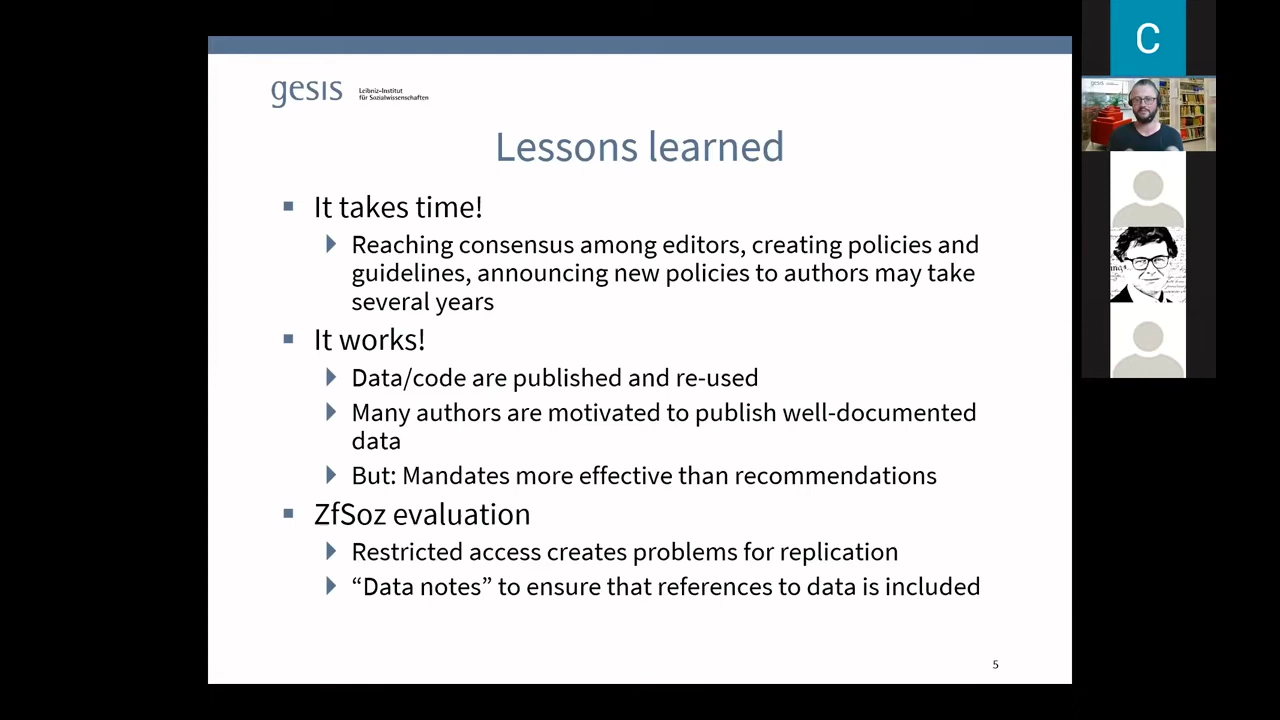 gesis
Leibniz-Institut
für Sozialwissenschaften
Lessons learned
It takes time!
Reaching consensus among editors, creating policies and
guidelines, announcing new policies to authors may take
several years
It works!
Data/code are published and re-used
Many authors are motivated to publish well-documented
data
But: Mandates more effective than recommendations
ZfSoz evaluation
Restricted access creates problems for replication
“Data notes” to ensure that references to data is included
5
C
gesis